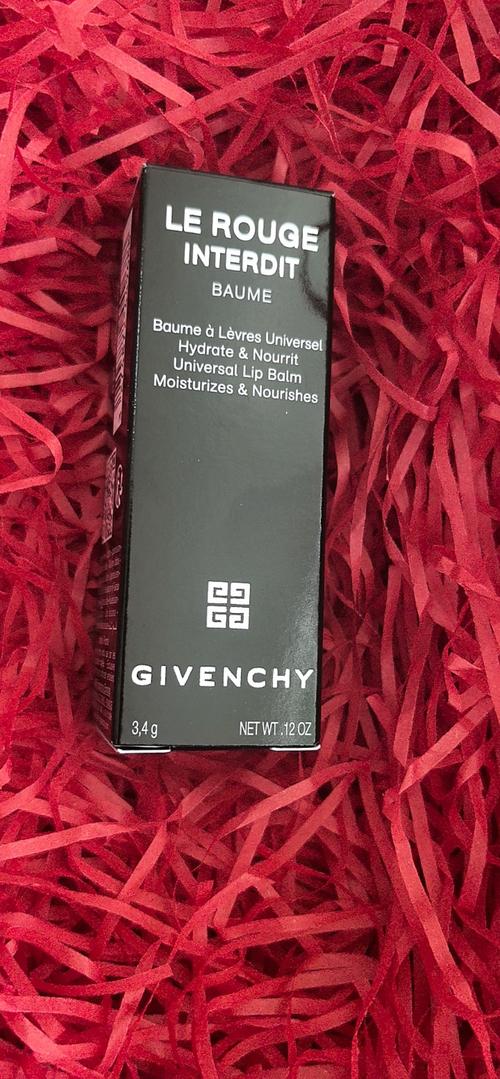 LE ROUGE
INTERDIT
BAUME
Baume à Lèvres Universel
Hydrate & Nourrit
Universal Lip Balm
Moisturizes & Nourishes
GIVENCHY
3,4 g NET WT .12 OZ